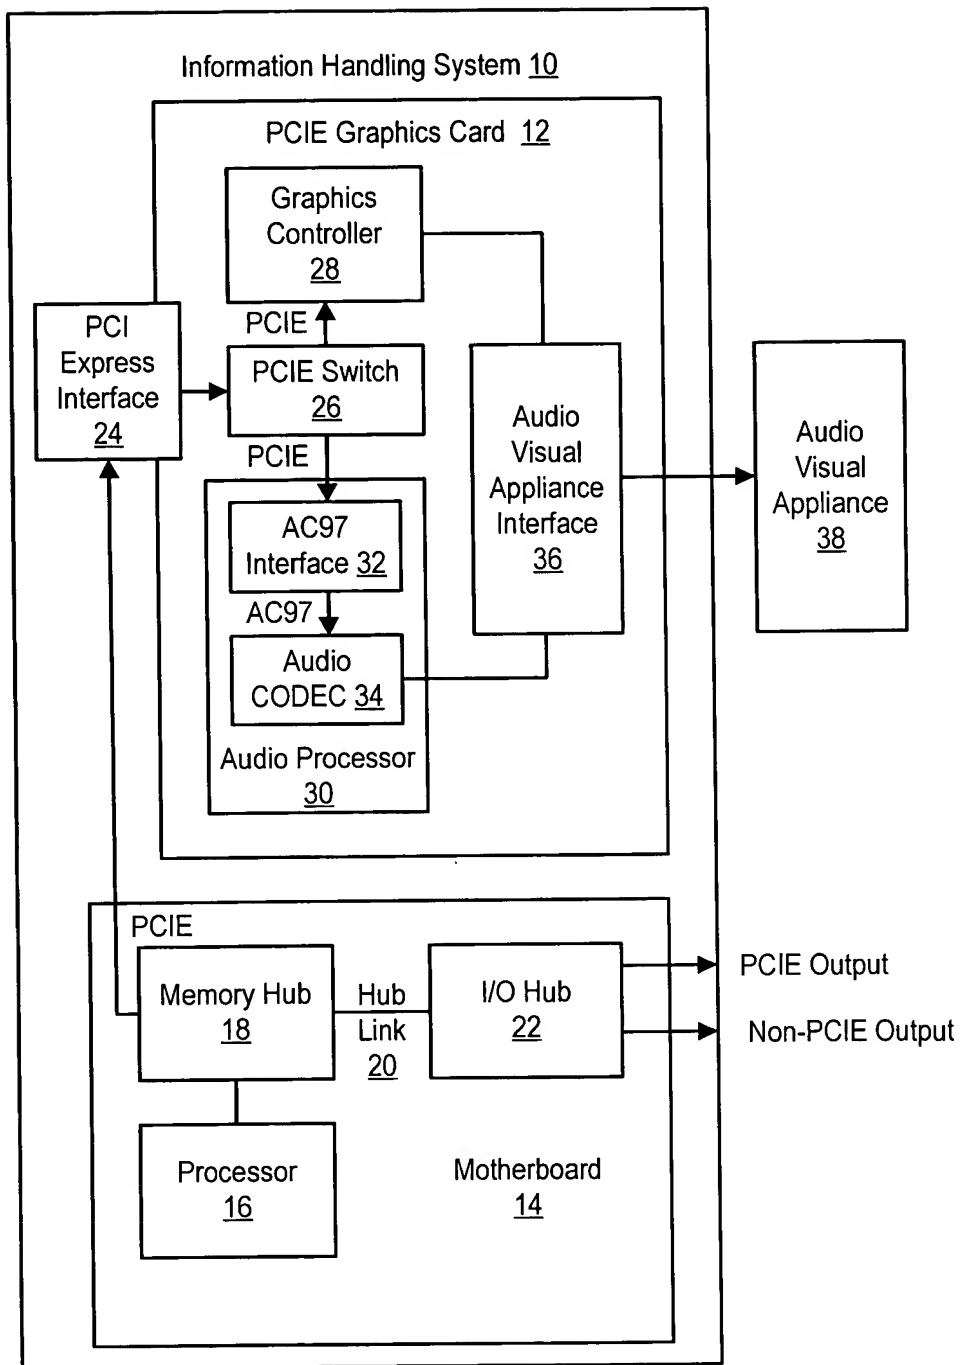 Information Handling System 10
PCIE Graphics Card 12
Graphics
Controller
28
PCIE
PCI
Express
Interface
24
PCIE Switch
26
PCIE
AC97
Interface 32
AC97
Audio
CODEC 34
Audio Processor
30
Audio
Visual
Appliance
Interface
36
Audio
Visual
Appliance
38
PCIE
Memory Hub
18
Hub
Link
20
I/O Hub
22
PCIE Output
Non-PCIE Output
Processor
16
Motherboard
14